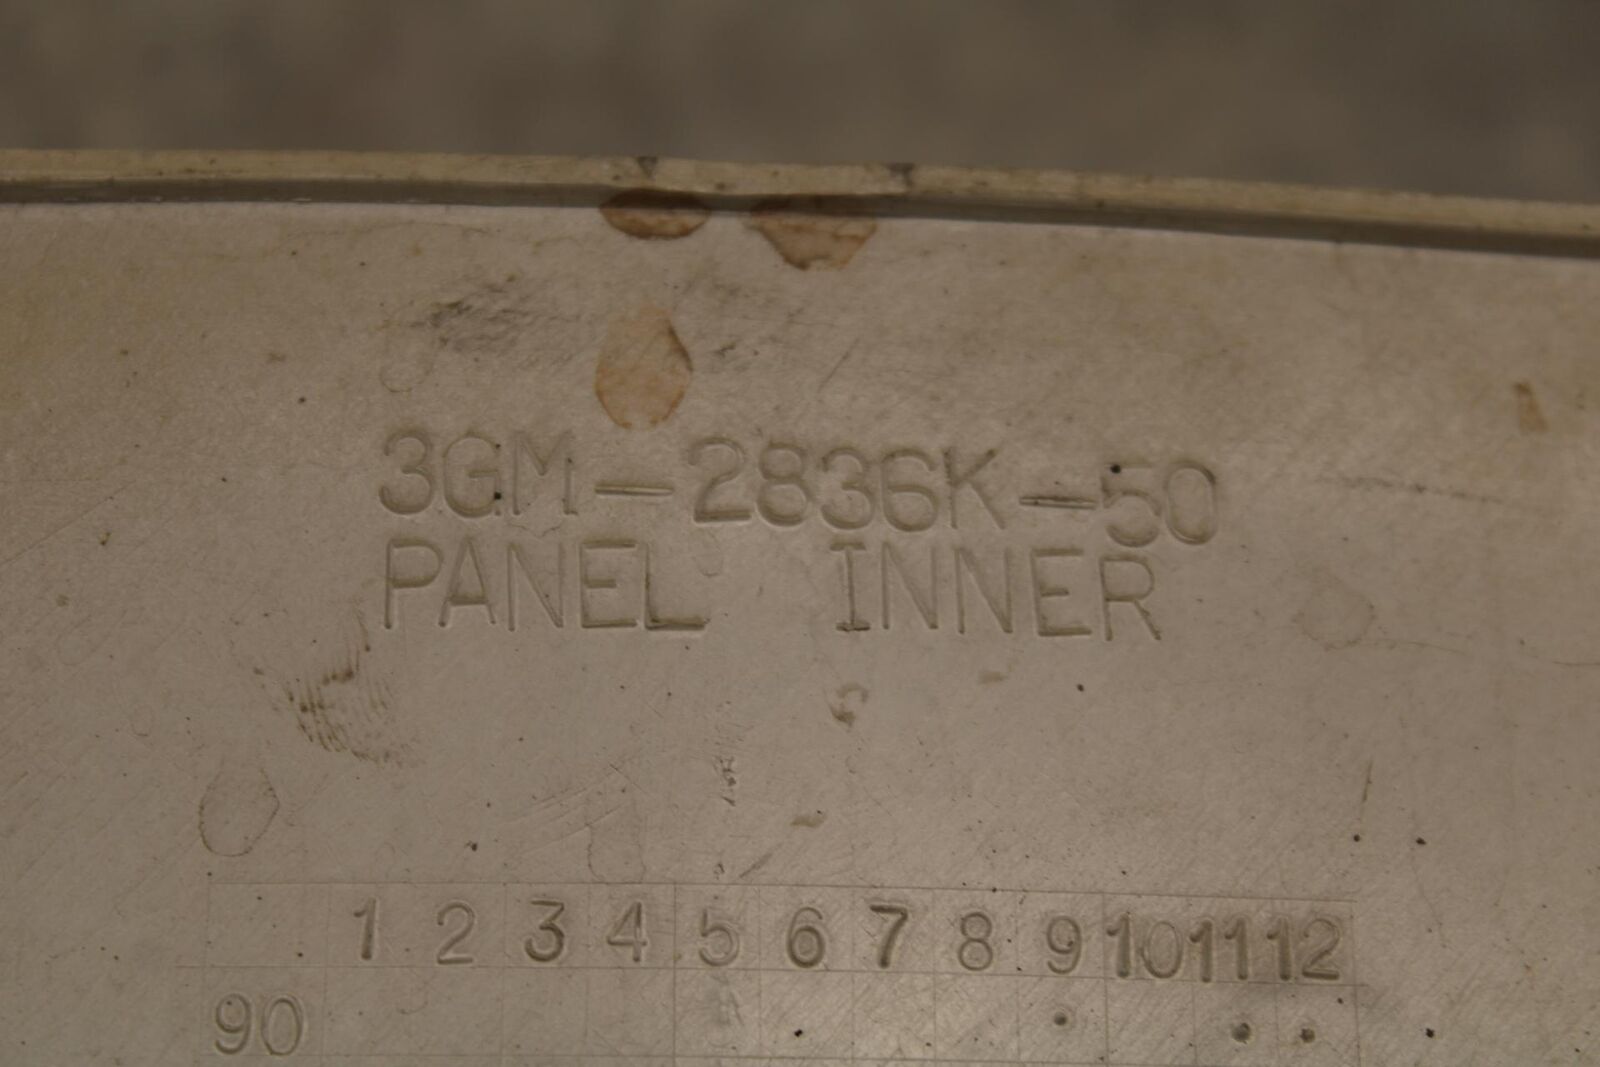 3GM-2836K-50
PANEL INNER
1 2 3 4 5 6 7 8 9 10 11 12
90